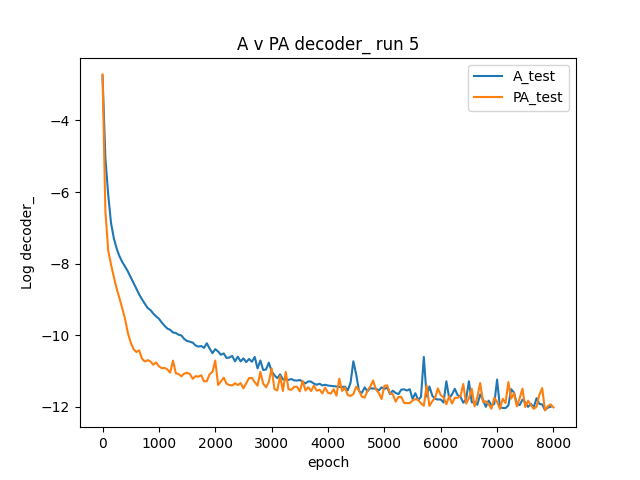 A v PA decoder_ run 5
A_test
PA_test
Log decoder_
−4
−6
−8
−10
−12
0 1000 2000 3000 4000 5000 6000 7000 8000
epoch